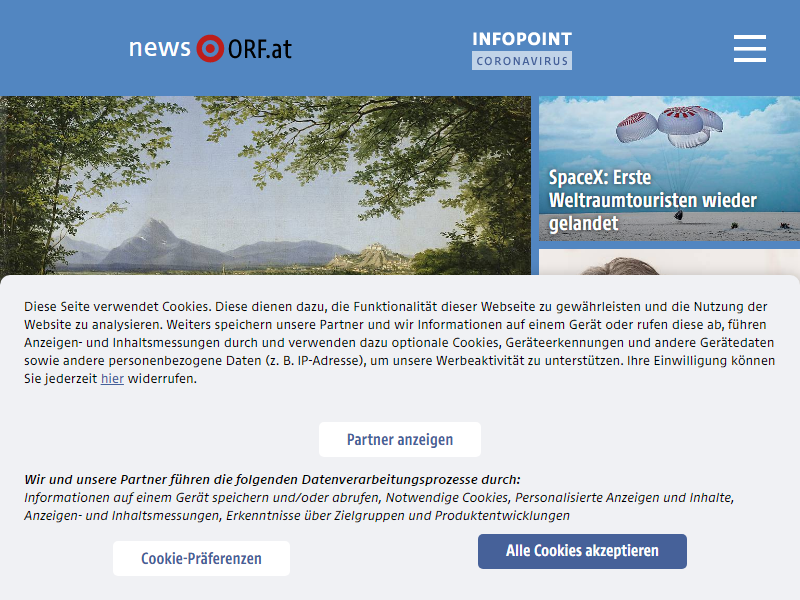 news ORF.at
INFOPOINT
CORONAVIRUS
SpaceX: Erste
Weltraumtouristen wieder
gelandet
Diese Seite verwendet Cookies. Diese dienen dazu, die Funktionalität dieser Webseite zu gewährleisten und die Nutzung der
Website zu analysieren. Weiters speichern unsere Partner und wir Informationen auf einem Gerät oder rufen diese ab, führen
Anzeigen- und Inhaltsmessungen durch und verwenden dazu optionale Cookies, Geräteerkennungen und andere Gerätedaten
sowie andere personenbezogene Daten (z. B. IP-Adresse), um unsere Werbeaktivität zu unterstützen. Ihre Einwilligung können
Sie jederzeit hier widerrufen.
Partner anzeigen
Wir und unsere Partner führen die folgenden Datenverarbeitungsprozesse durch:
Informationen auf einem Gerät speichern und/oder abrufen, Notwendige Cookies, Personalisierte Anzeigen und Inhalte,
Anzeigen- und Inhaltsmessungen, Erkenntnisse über Zielgruppen und Produktentwicklungen
Cookie-Präferenzen
Alle Cookies akzeptieren